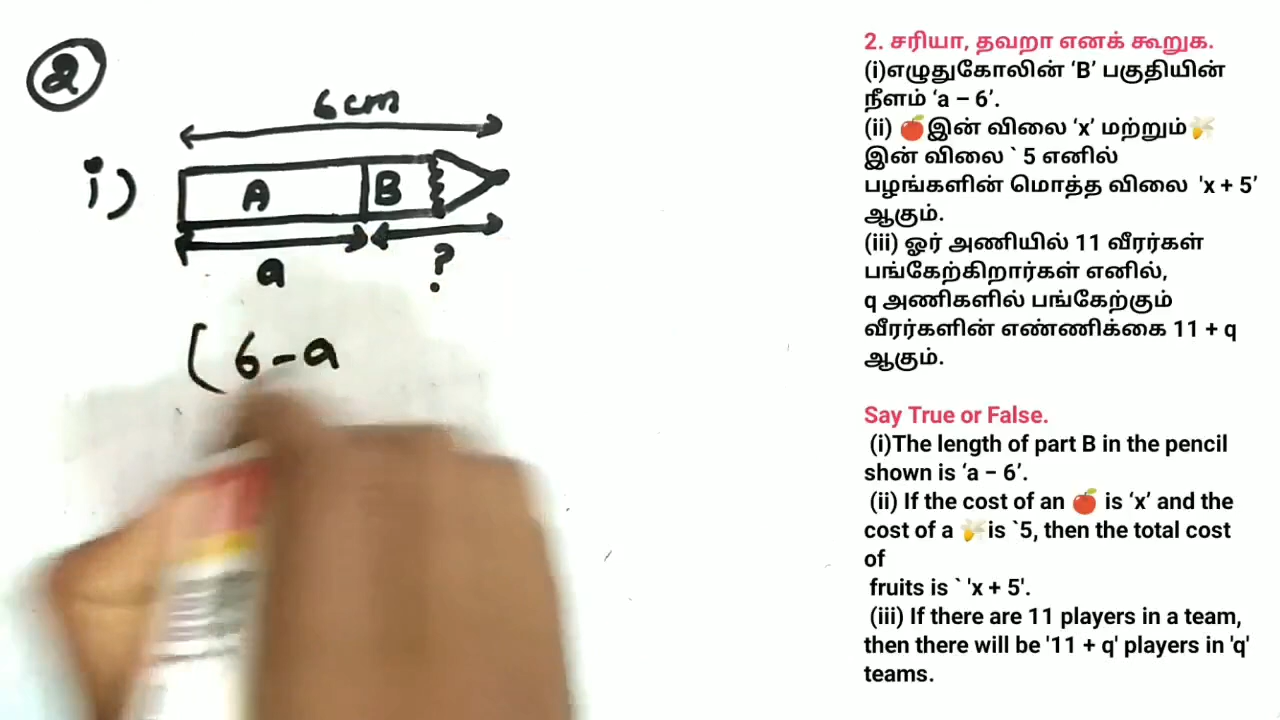 2
6cm
i)
A
B
a
?
(6-a
2. சரியா, தவறா எனக் கூறுக.
(i)எழுதுகோலின் ‘B’ பகுதியின்
நீளம் ‘a – 6’.
(ii) 🍎இன் விலை ‘x’ மற்றும்🍌
இன் விலை ` 5 எனில்
பழங்களின் மொத்த விலை 'x + 5’
ஆகும்.
(iii) ஓர் அணியில் 11 வீரர்கள்
பங்கேற்கிறார்கள் எனில்,
q அணிகளில் பங்கேற்கும்
வீரர்களின் எண்ணிக்கை 11 + q
ஆகும்.
Say True or False.
(i)The length of part B in the pencil
shown is ‘a − 6’.
(ii) If the cost of an 🍎 is ‘x’ and the
cost of a 🍌is `5, then the total cost
of
fruits is ` 'x + 5'.
(iii) If there are 11 players in a team,
then there will be '11 + q' players in 'q'
teams.